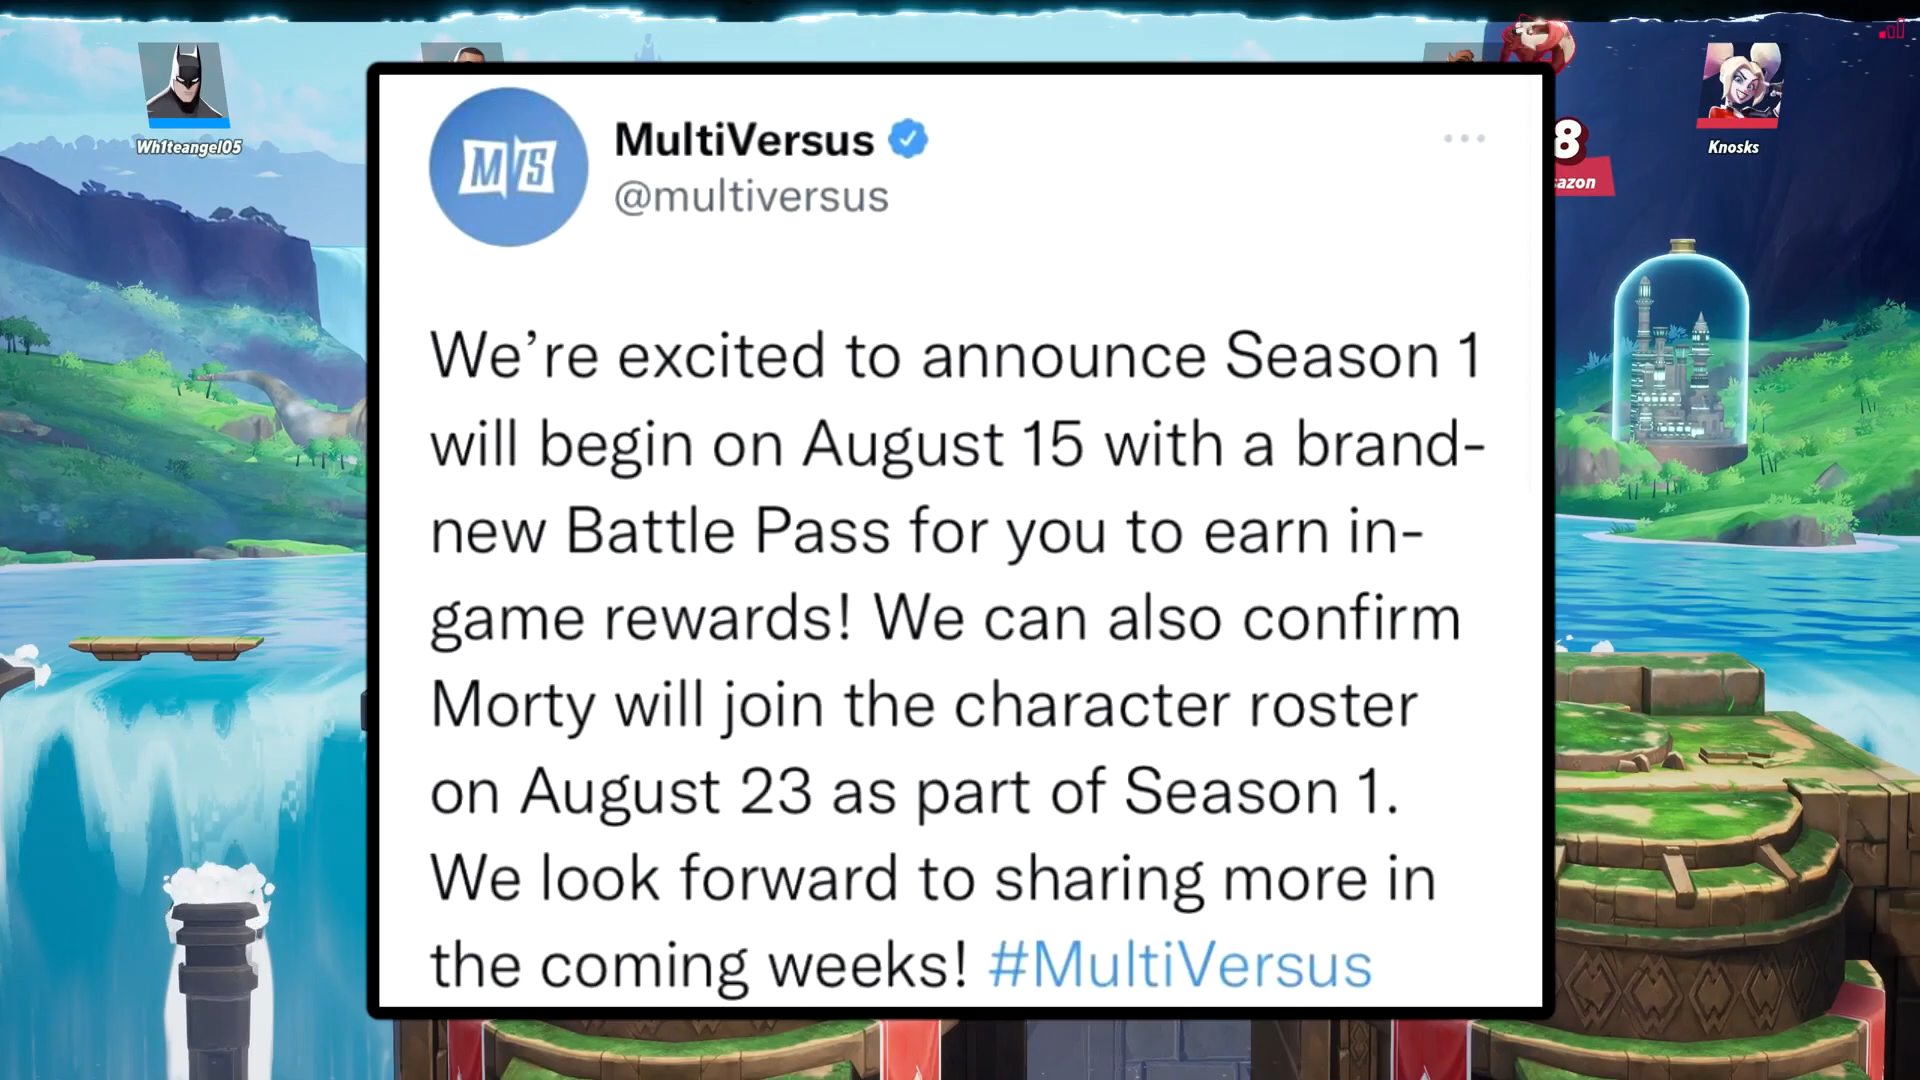 Wh1teangel05
MVS
MultiVersus
@multiversus
8
azon
Knosks
We’re excited to announce Season 1
will begin on August 15 with a brand-
new Battle Pass for you to earn in-
game rewards! We can also confirm
Morty will join the character roster
on August 23 as part of Season 1.
We look forward to sharing more in
the coming weeks! #MultiVersus